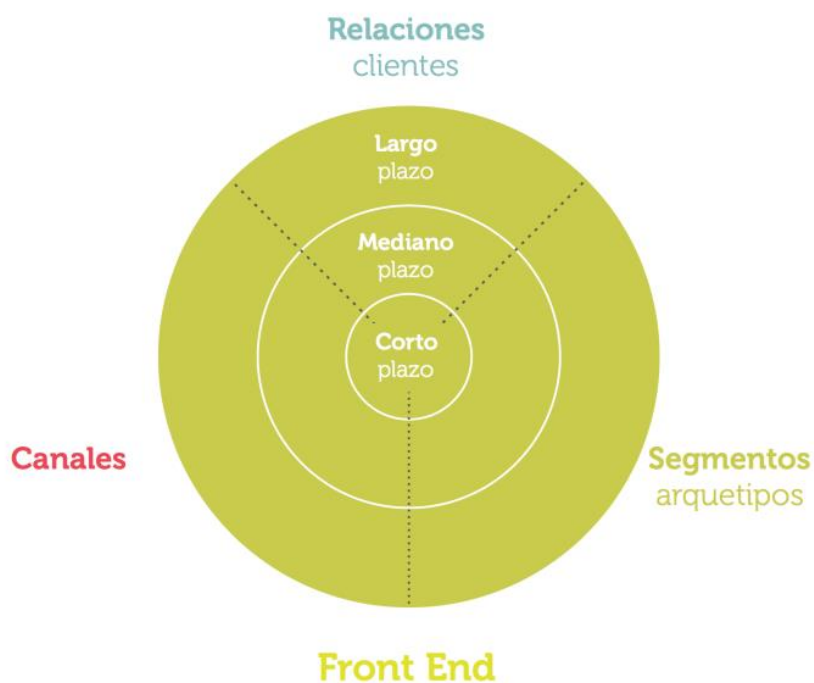 Relaciones
clientes
Largo
plazo
Mediano
plazo
Corto
plazo
Canales
Segmentos
arquetipos
Front End